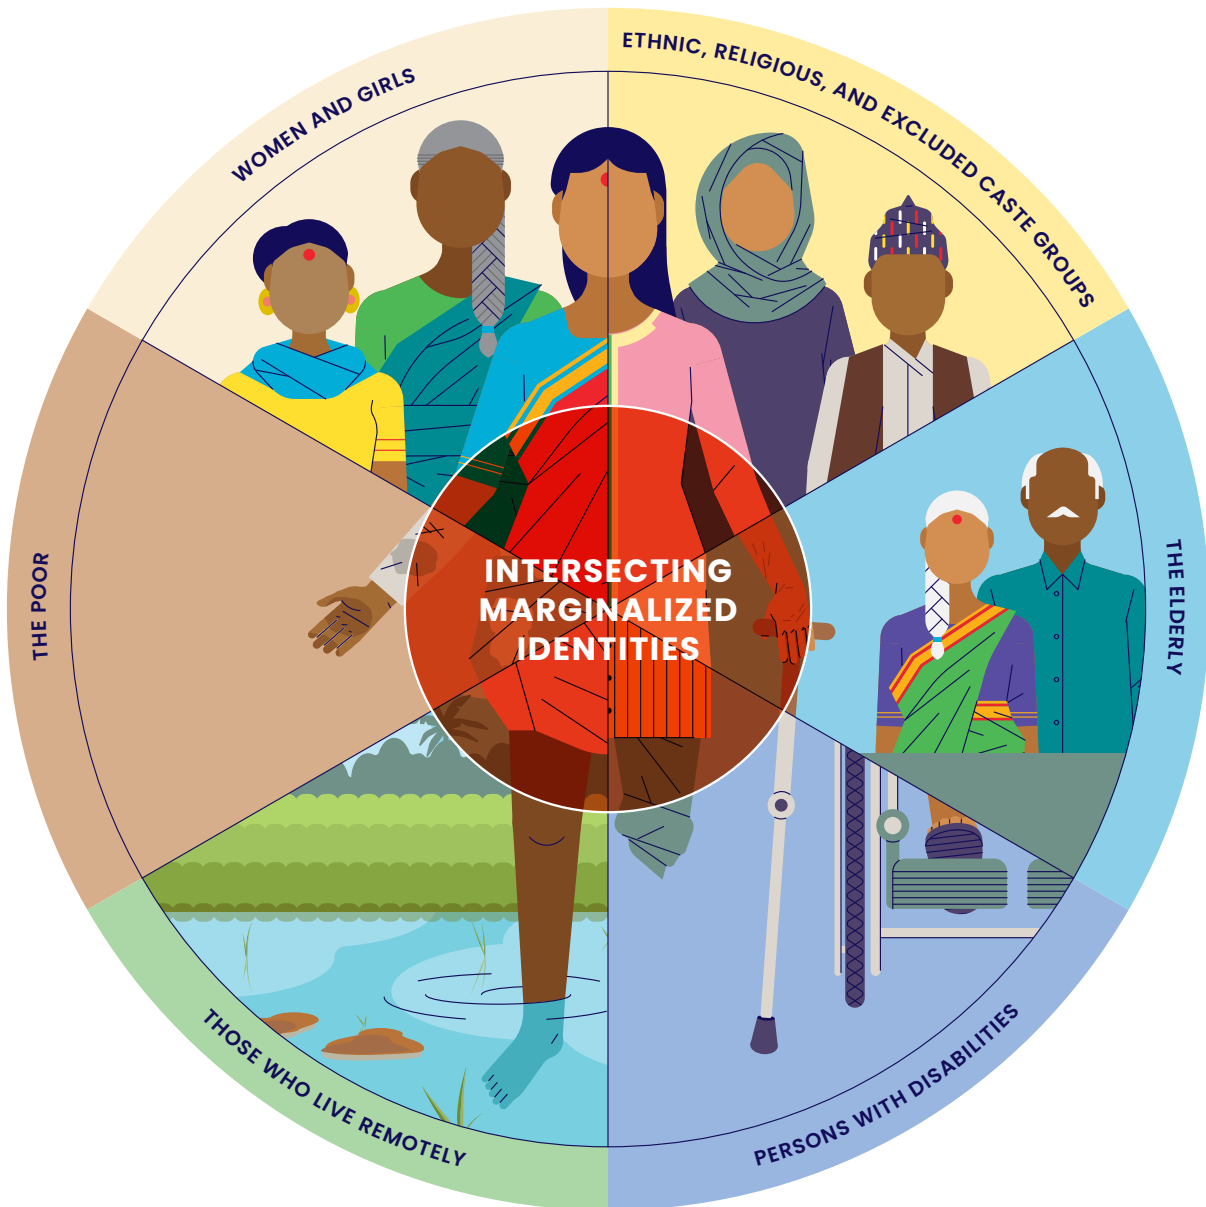 WOMEN AND GIRLS
ETHNIC, RELIGIOUS, AND EXCLUDED CASTE GROUPS
THE POOR
INTERSECTING
MARGINALIZED
IDENTITIES
THE ELDERLY
THOSE WHO LIVE REMOTELY
PERSONS WITH DISABILITIES